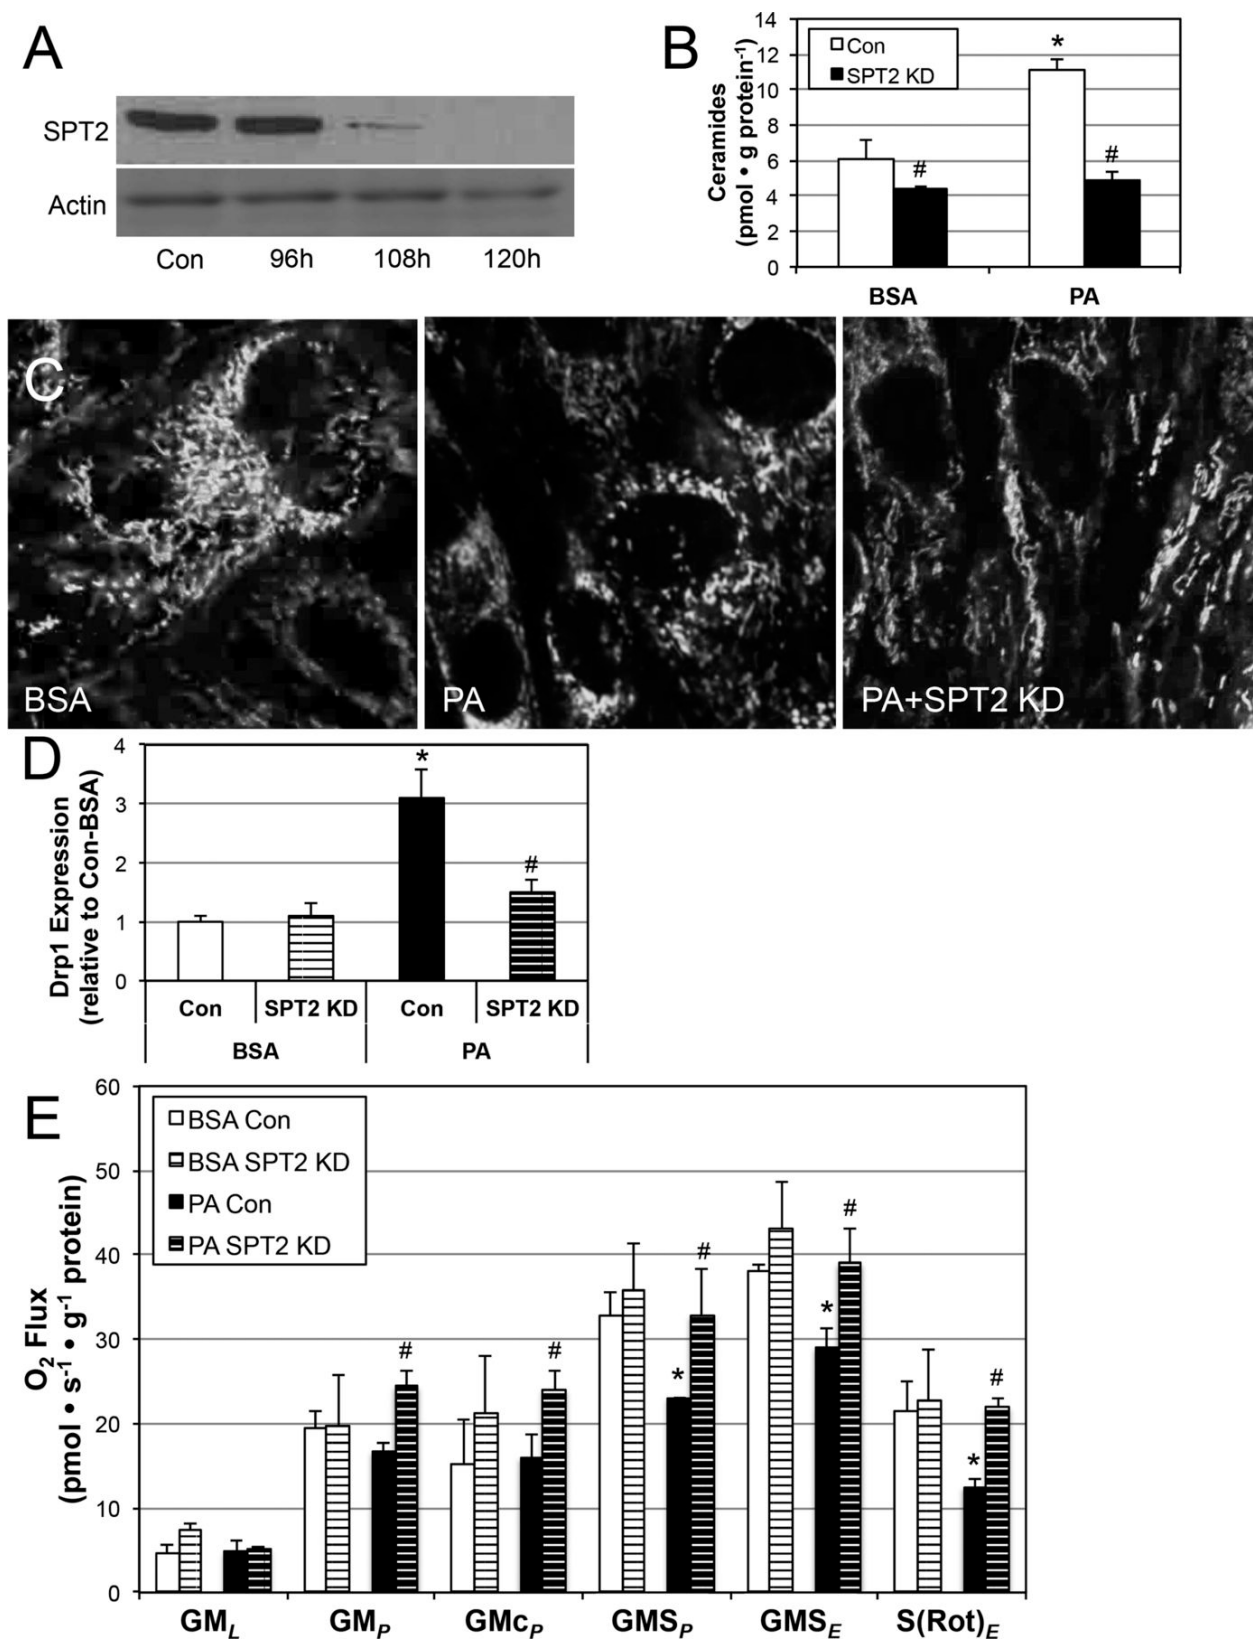 A
SPT2
Actin
Con 96h 108h 120h
B
Con
SPT2 KD
*
#
#
Ceramides
(pmol • g protein⁻¹)
14
12
10
8
6
4
2
0
BSA PA
C
BSA
PA
PA+SPT2 KD
D
Drp1 Expression
(relative to Con-BSA)
4
3
2
1
0
*
#
Con SPT2 KD Con SPT2 KD
BSA PA
E
BSA Con
BSA SPT2 KD
PA Con
PA SPT2 KD
O₂ Flux
(pmol • s⁻¹ • g⁻¹ protein)
60
50
40
30
20
10
0
#
#
*
#
*
#
*
#
GM_L GM_P GMc_P GMS_P GMS_E S(Rot)_E